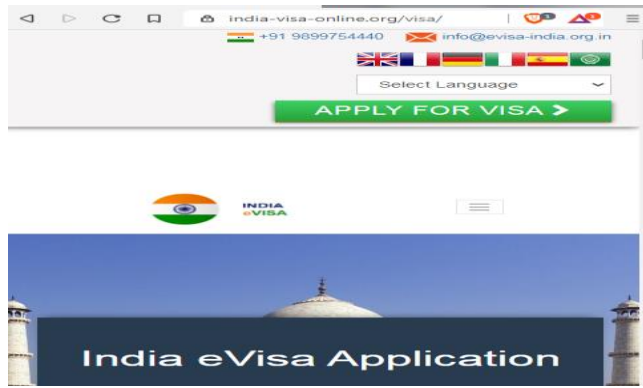 india-visa-online.org/visa/
+91 9899754440 info@evisa-india.org.in
Select Language
APPLY FOR VISA >
INDIA
eVISA
India eVisa Application